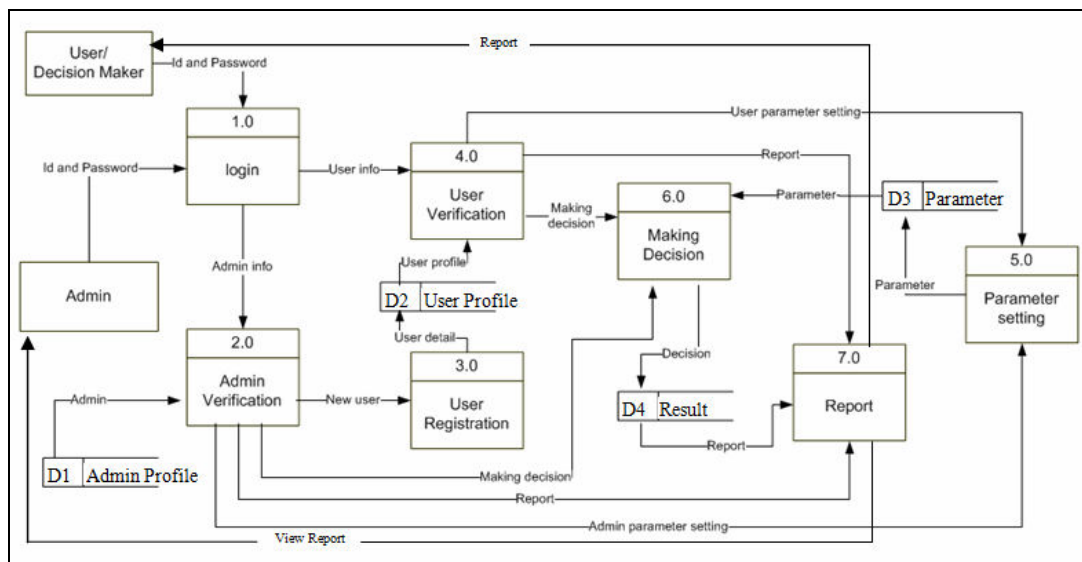 Report
User/
Decision Maker
Id and Password
1.0
login
User parameter setting
4.0
User
Verification
Report
Id and Password
User info
6.0
Making
Decision
Making
decision
Parameter
D3 Parameter
5.0
Parameter
setting
Admin info
User profile
Parameter
Admin
D2 User Profile
2.0
Admin
Verification
User detail
3.0
User
Registration
Decision
7.0
Report
Admin
New user
D4 Result
Report
D1 Admin Profile
Making decision
Report
Admin parameter setting
View Report